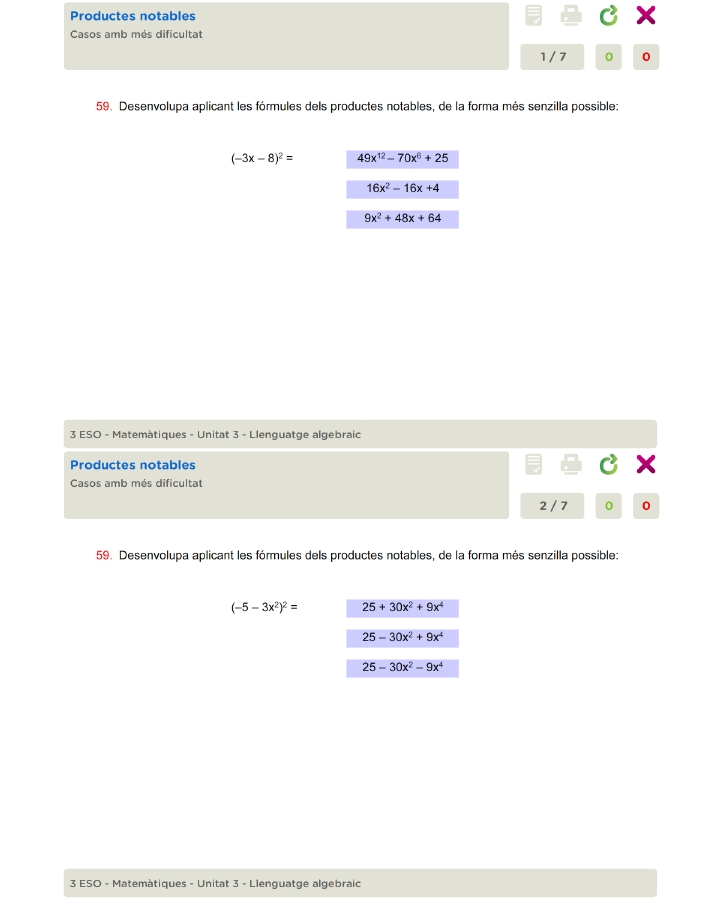 Productes notables
Casos amb més dificultat
1 / 7 0 0
59. Desenvolupa aplicant les fórmules dels productes notables, de la forma més senzilla possible:
(–3x – 8)² = 49x¹² – 70x⁶ + 25
16x² – 16x +4
9x² + 48x + 64
3 ESO - Matemàtiques - Unitat 3 - Llenguatge algebraic
Productes notables
Casos amb més dificultat
2 / 7 0 0
59. Desenvolupa aplicant les fórmules dels productes notables, de la forma més senzilla possible:
(–5 – 3x²)² = 25 + 30x² + 9x⁴
25 – 30x² + 9x⁴
25 – 30x² – 9x⁴
3 ESO - Matemàtiques - Unitat 3 - Llenguatge algebraic